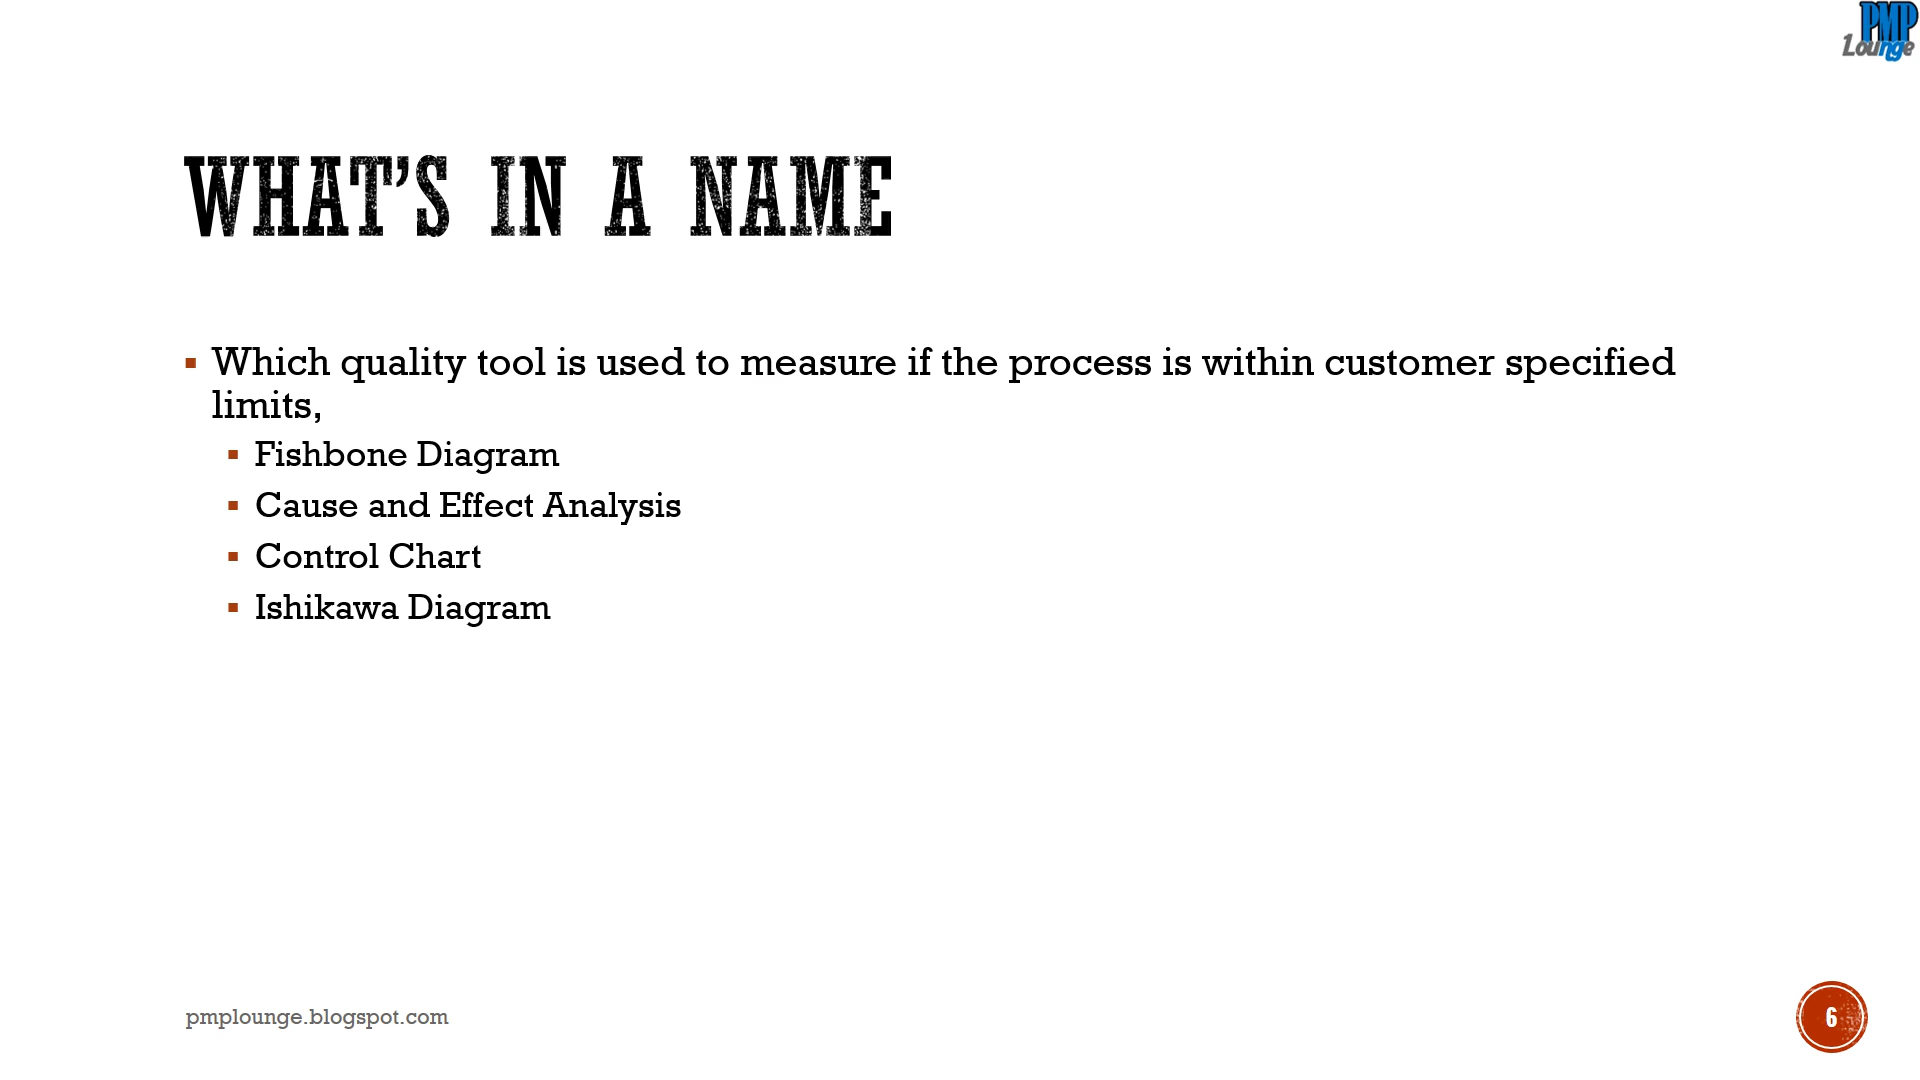 PMP
Lounge
WHAT’S IN A NAME
Which quality tool is used to measure if the process is within customer specified
limits,
Fishbone Diagram
Cause and Effect Analysis
Control Chart
Ishikawa Diagram
pmplounge.blogspot.com
6